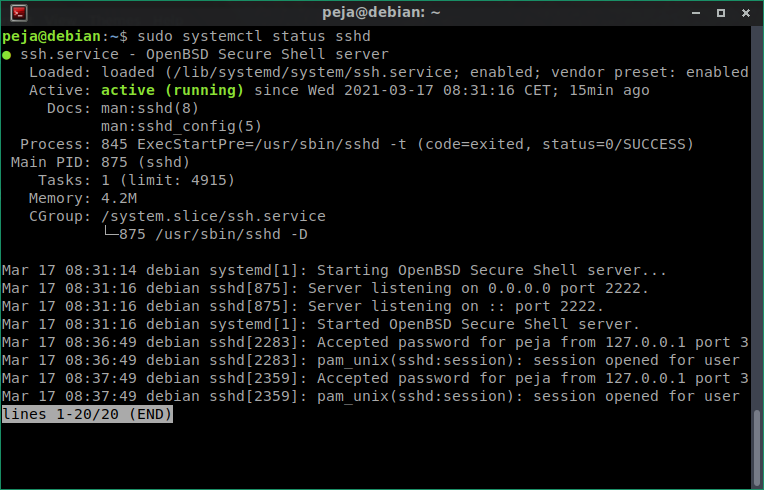 peja@debian: ~
peja@debian:~$ sudo systemctl status sshd
● ssh.service - OpenBSD Secure Shell server
   Loaded: loaded (/lib/systemd/system/ssh.service; enabled; vendor preset: enabled
   Active: active (running) since Wed 2021-03-17 08:31:16 CET; 15min ago
     Docs: man:sshd(8)
           man:sshd_config(5)
  Process: 845 ExecStartPre=/usr/sbin/sshd -t (code=exited, status=0/SUCCESS)
 Main PID: 875 (sshd)
    Tasks: 1 (limit: 4915)
   Memory: 4.2M
   CGroup: /system.slice/ssh.service
           └─875 /usr/sbin/sshd -D

Mar 17 08:31:14 debian systemd[1]: Starting OpenBSD Secure Shell server...
Mar 17 08:31:16 debian sshd[875]: Server listening on 0.0.0.0 port 2222.
Mar 17 08:31:16 debian sshd[875]: Server listening on :: port 2222.
Mar 17 08:31:16 debian systemd[1]: Started OpenBSD Secure Shell server.
Mar 17 08:36:49 debian sshd[2283]: Accepted password for peja from 127.0.0.1 port 3
Mar 17 08:36:49 debian sshd[2283]: pam_unix(sshd:session): session opened for user
Mar 17 08:37:49 debian sshd[2359]: Accepted password for peja from 127.0.0.1 port 3
Mar 17 08:37:49 debian sshd[2359]: pam_unix(sshd:session): session opened for user
lines 1-20/20 (END)